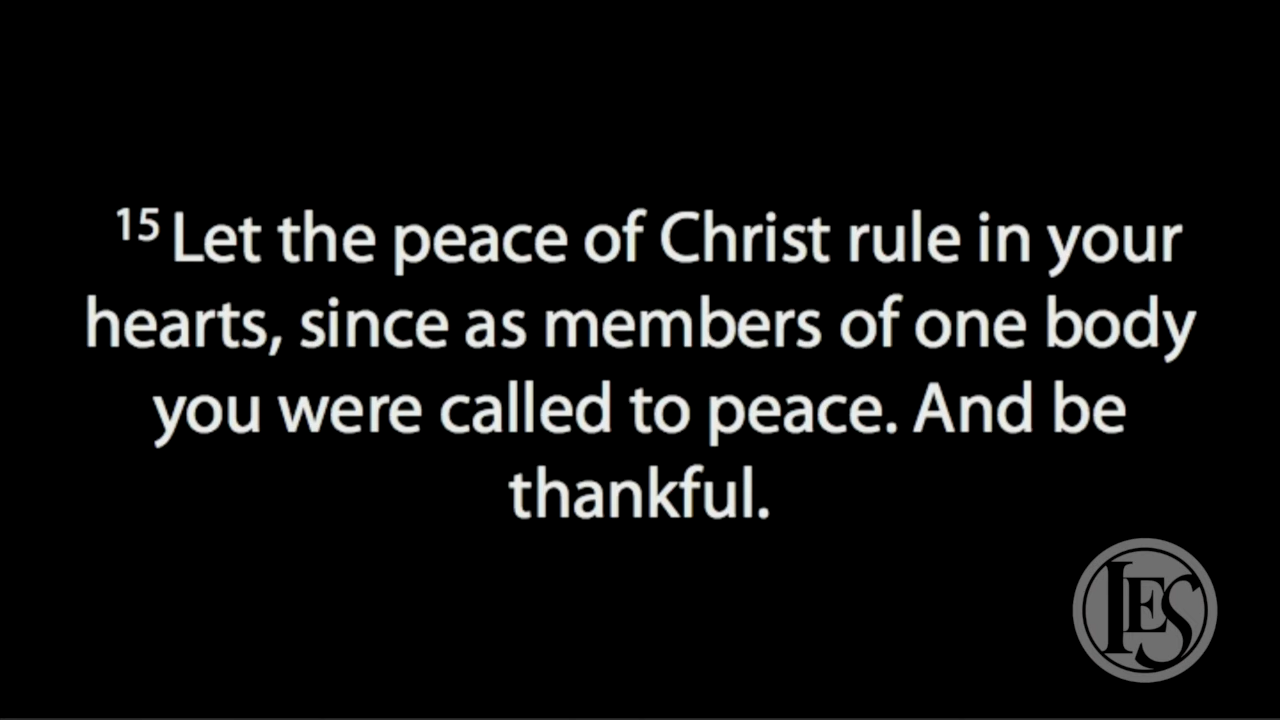 15 Let the peace of Christ rule in your
hearts, since as members of one body
you were called to peace. And be
thankful.
IES